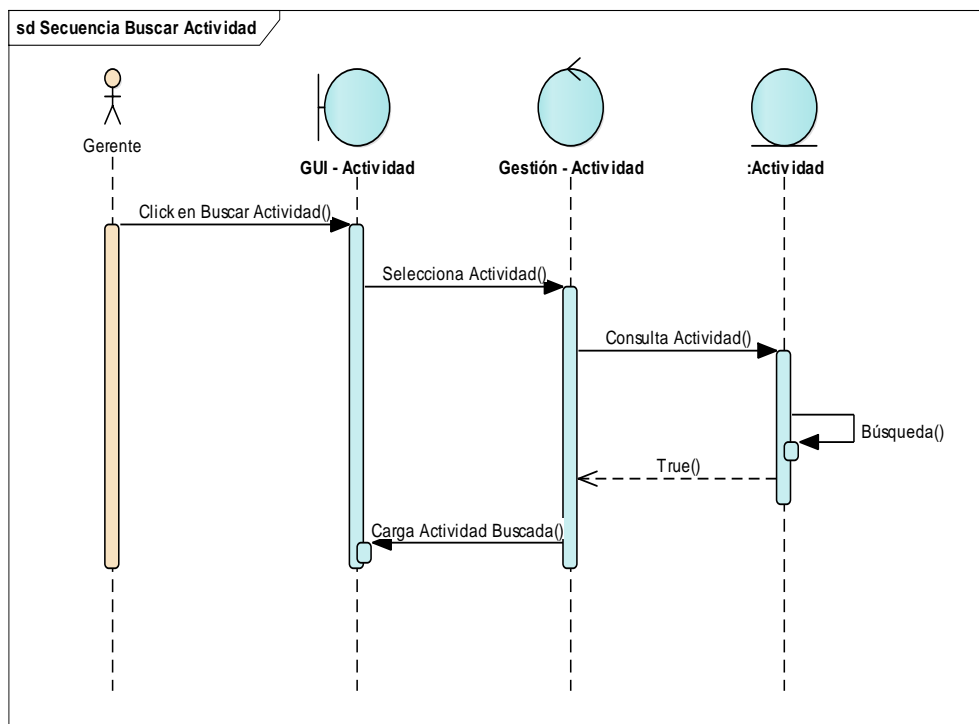 sd Secuencia Buscar Actividad
Gerente
GUI - Actividad
Gestión - Actividad
:Actividad
Click en Buscar Actividad()
Selecciona Actividad()
Consulta Actividad()
Búsqueda()
True()
Carga Actividad Buscada()